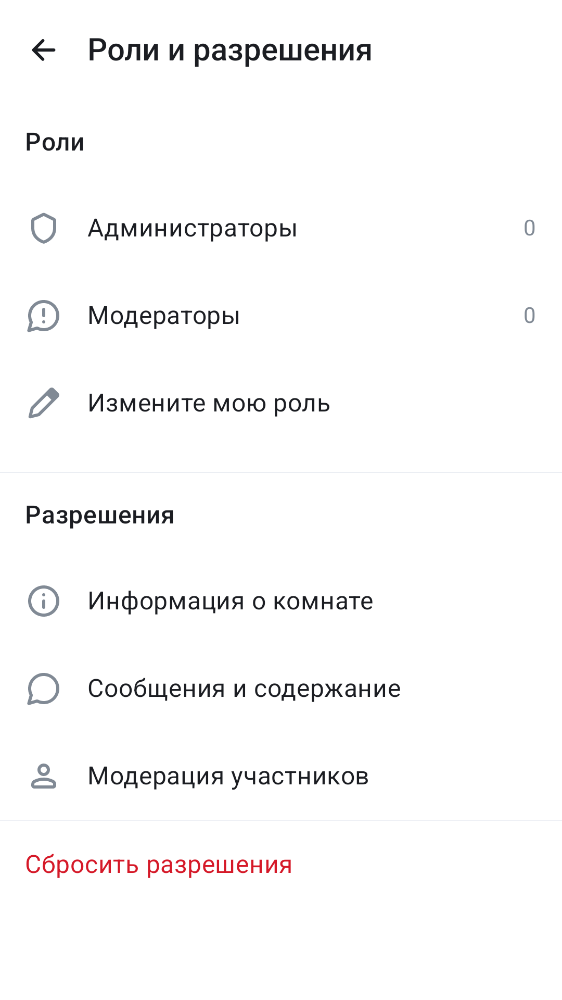 Роли и разрешения
Роли
Администраторы 0
Модераторы 0
Измените мою роль
Разрешения
Информация о комнате
Сообщения и содержание
Модерация участников
Сбросить разрешения